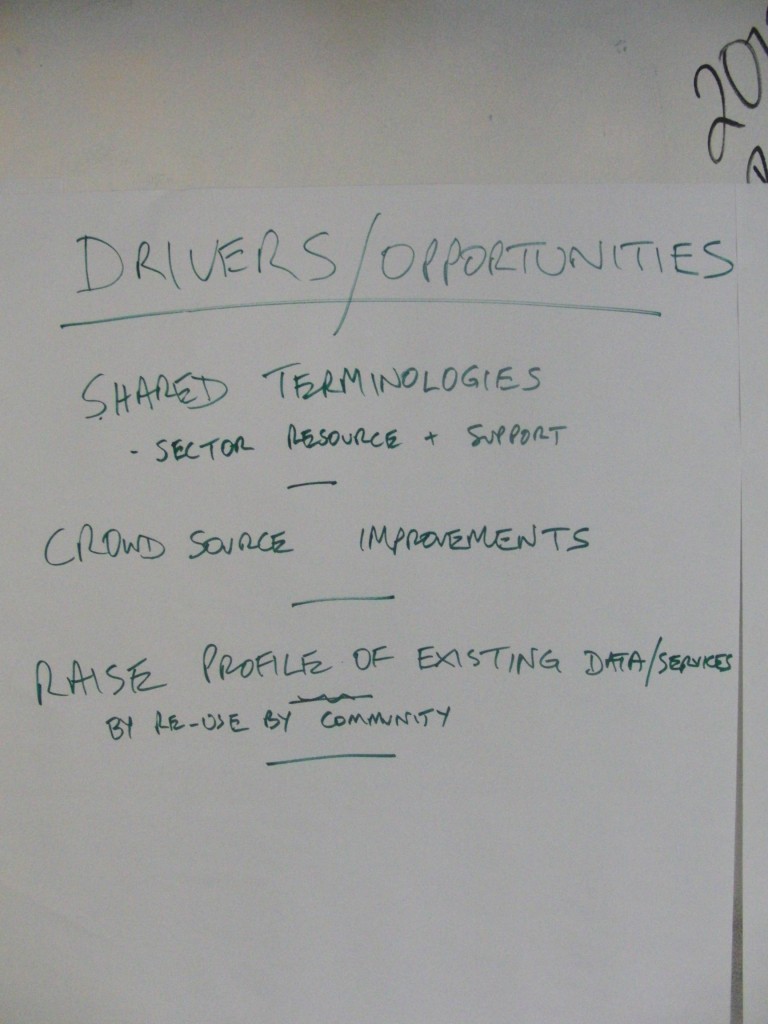 DRIVERS/OPPORTUNITIES
SHARED TERMINOLOGIES
- SECTOR RESOURCE + SUPPORT
CROWD SOURCE IMPROVEMENTS
RAISE PROFILE OF EXISTING DATA/SERVICES
BY RE-USE BY COMMUNITY